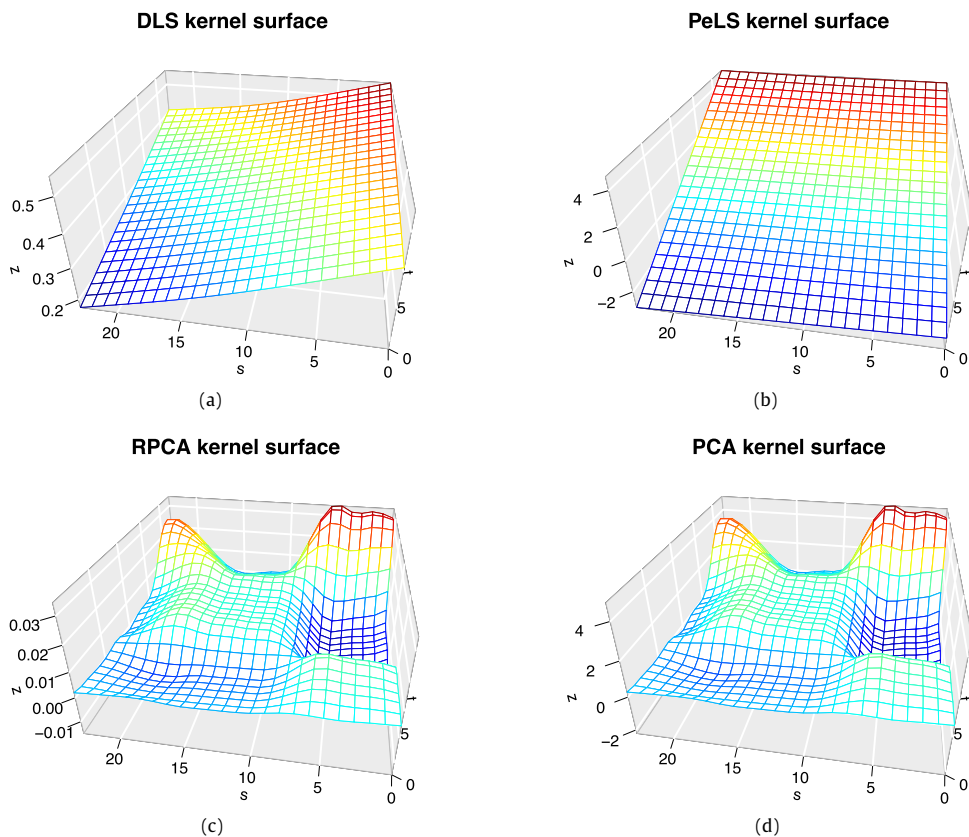 DLS kernel surface
0.5
0.4
0.3
0.2
z
20
15
10
5
0
s
0
5
(a)
PeLS kernel surface
4
2
0
−2
z
20
15
10
5
0
s
0
5
(b)
RPCA kernel surface
0.03
0.02
0.01
0.00
−0.01
z
20
15
10
5
0
s
0
5
(c)
PCA kernel surface
4
2
0
−2
z
20
15
10
5
0
s
0
5
(d)